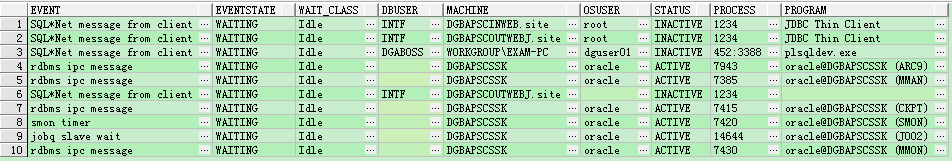 EVENT EVENTSTATE WAIT_CLASS DBUSER MACHINE OSUSER STATUS PROCESS PROGRAM
1 SQL*Net message from client ... WAITING ... Idle ... INTF ... DGBAPSCINWEB.site ... root ... INACTIVE ... 1234 ... JDBC Thin Client ...
2 SQL*Net message from client ... WAITING ... Idle ... INTF ... DGBAPSCOUTWEBJ.site ... root ... INACTIVE ... 1234 ... JDBC Thin Client ...
3 SQL*Net message from client ... WAITING ... Idle ... DGABOSS ... WORKGROUP\EXAM-PC ... dguser01 ... INACTIVE ... 452:3388 ... plsqldev.exe ...
4 rdbms ipc message ... WAITING ... Idle ... ... DGBAPSCSSK ... oracle ... ACTIVE ... 7943 ... oracle@DGBAPSCSSK (ARC9) ...
5 rdbms ipc message ... WAITING ... Idle ... ... DGBAPSCSSK ... oracle ... ACTIVE ... 7385 ... oracle@DGBAPSCSSK (MMAN) ...
6 SQL*Net message from client ... WAITING ... Idle ... INTF ... DGBAPSCOUTWEBJ.site ... ... INACTIVE ... 1234 ... ...
7 rdbms ipc message ... WAITING ... Idle ... ... DGBAPSCSSK ... oracle ... ACTIVE ... 7415 ... oracle@DGBAPSCSSK (CKPT) ...
8 smon timer ... WAITING ... Idle ... ... DGBAPSCSSK ... oracle ... ACTIVE ... 7420 ... oracle@DGBAPSCSSK (SMON) ...
9 jobq slave wait ... WAITING ... Idle ... ... DGBAPSCSSK ... oracle ... ACTIVE ... 14644 ... oracle@DGBAPSCSSK (J002) ...
10 rdbms ipc message ... WAITING ... Idle ... ... DGBAPSCSSK ... oracle ... ACTIVE ... 7430 ... oracle@DGBAPSCSSK (MMON) ...